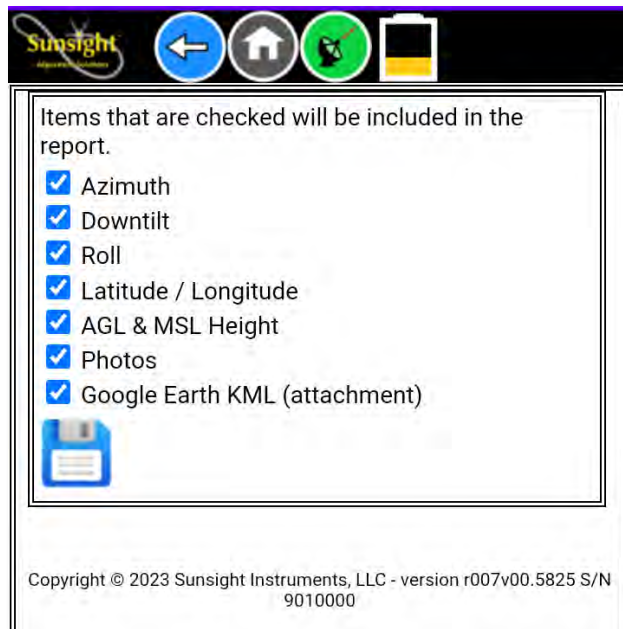 Sunsight
Items that are checked will be included in the
report.
Azimuth
Downtilt
Roll
Latitude / Longitude
AGL & MSL Height
Photos
Google Earth KML (attachment)
Copyright © 2023 Sunsight Instruments, LLC - version r007v00.5825 S/N
9010000